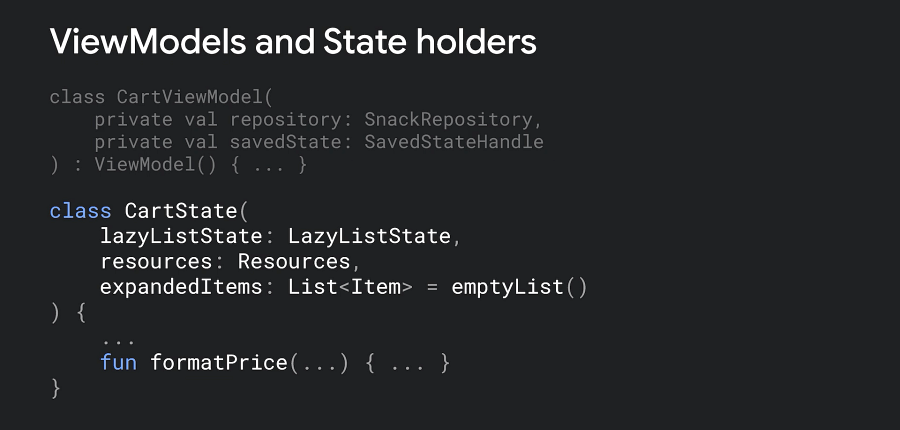 ViewModels and State holders
class CartViewModel(
    private val repository: SnackRepository,
    private val savedState: SavedStateHandle
) : ViewModel() { ... }
class CartState(
    lazyListState: LazyListState,
    resources: Resources,
    expandedItems: List<Item> = emptyList()
) {
    ...
    fun formatPrice(...) { ... }
}